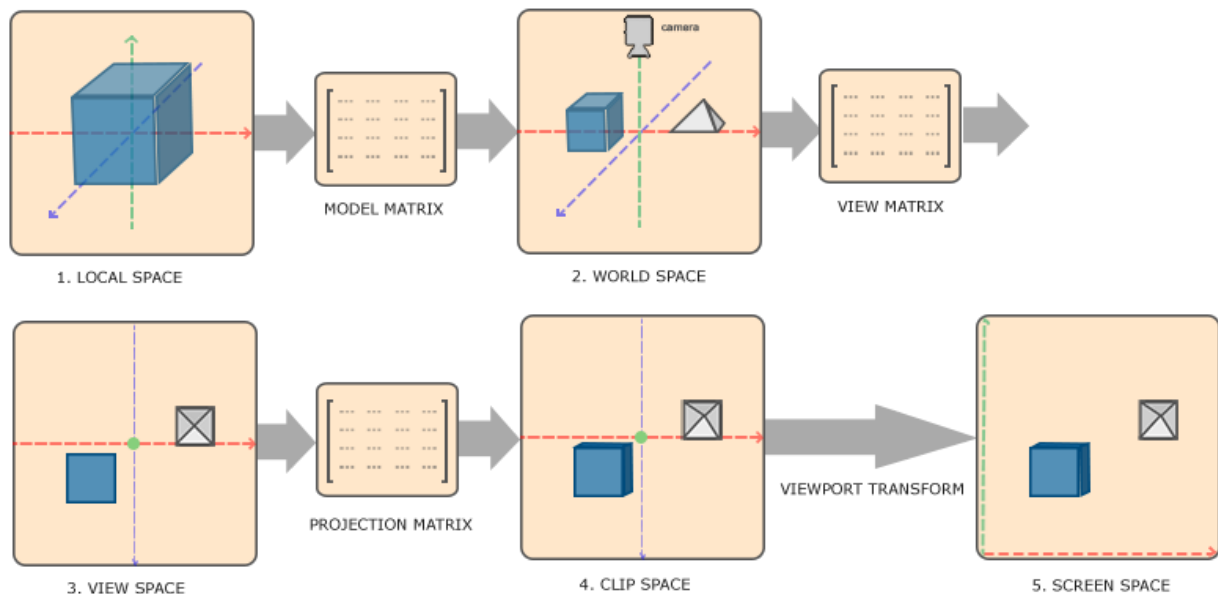 camera
MODEL MATRIX
VIEW MATRIX
1. LOCAL SPACE
2. WORLD SPACE
PROJECTION MATRIX
VIEWPORT TRANSFORM
3. VIEW SPACE
4. CLIP SPACE
5. SCREEN SPACE